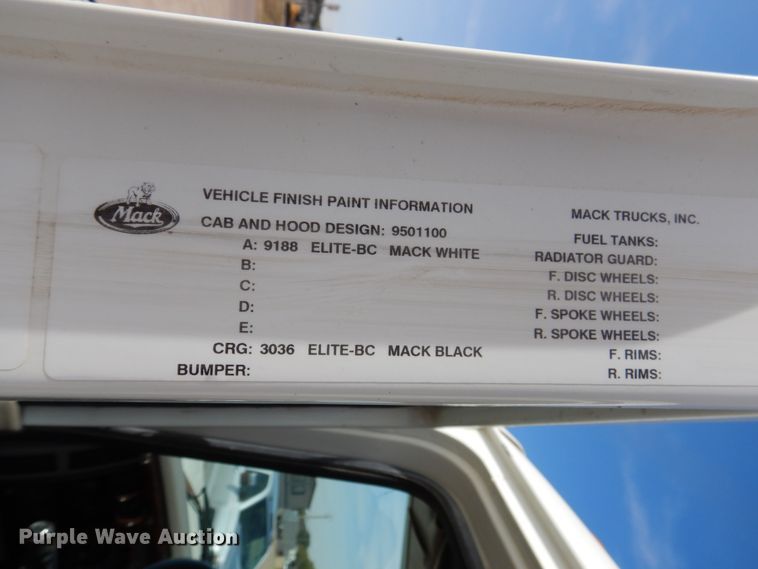 Mack
VEHICLE FINISH PAINT INFORMATION
CAB AND HOOD DESIGN: 9501100
A: 9188 ELITE-BC MACK WHITE
B:
C:
D:
E:
CRG: 3036 ELITE-BC MACK BLACK
BUMPER:
MACK TRUCKS, INC.
FUEL TANKS:
RADIATOR GUARD:
F. DISC WHEELS:
R. DISC WHEELS:
F. SPOKE WHEELS:
R. SPOKE WHEELS:
F. RIMS:
R. RIMS:
Purple Wave Auction